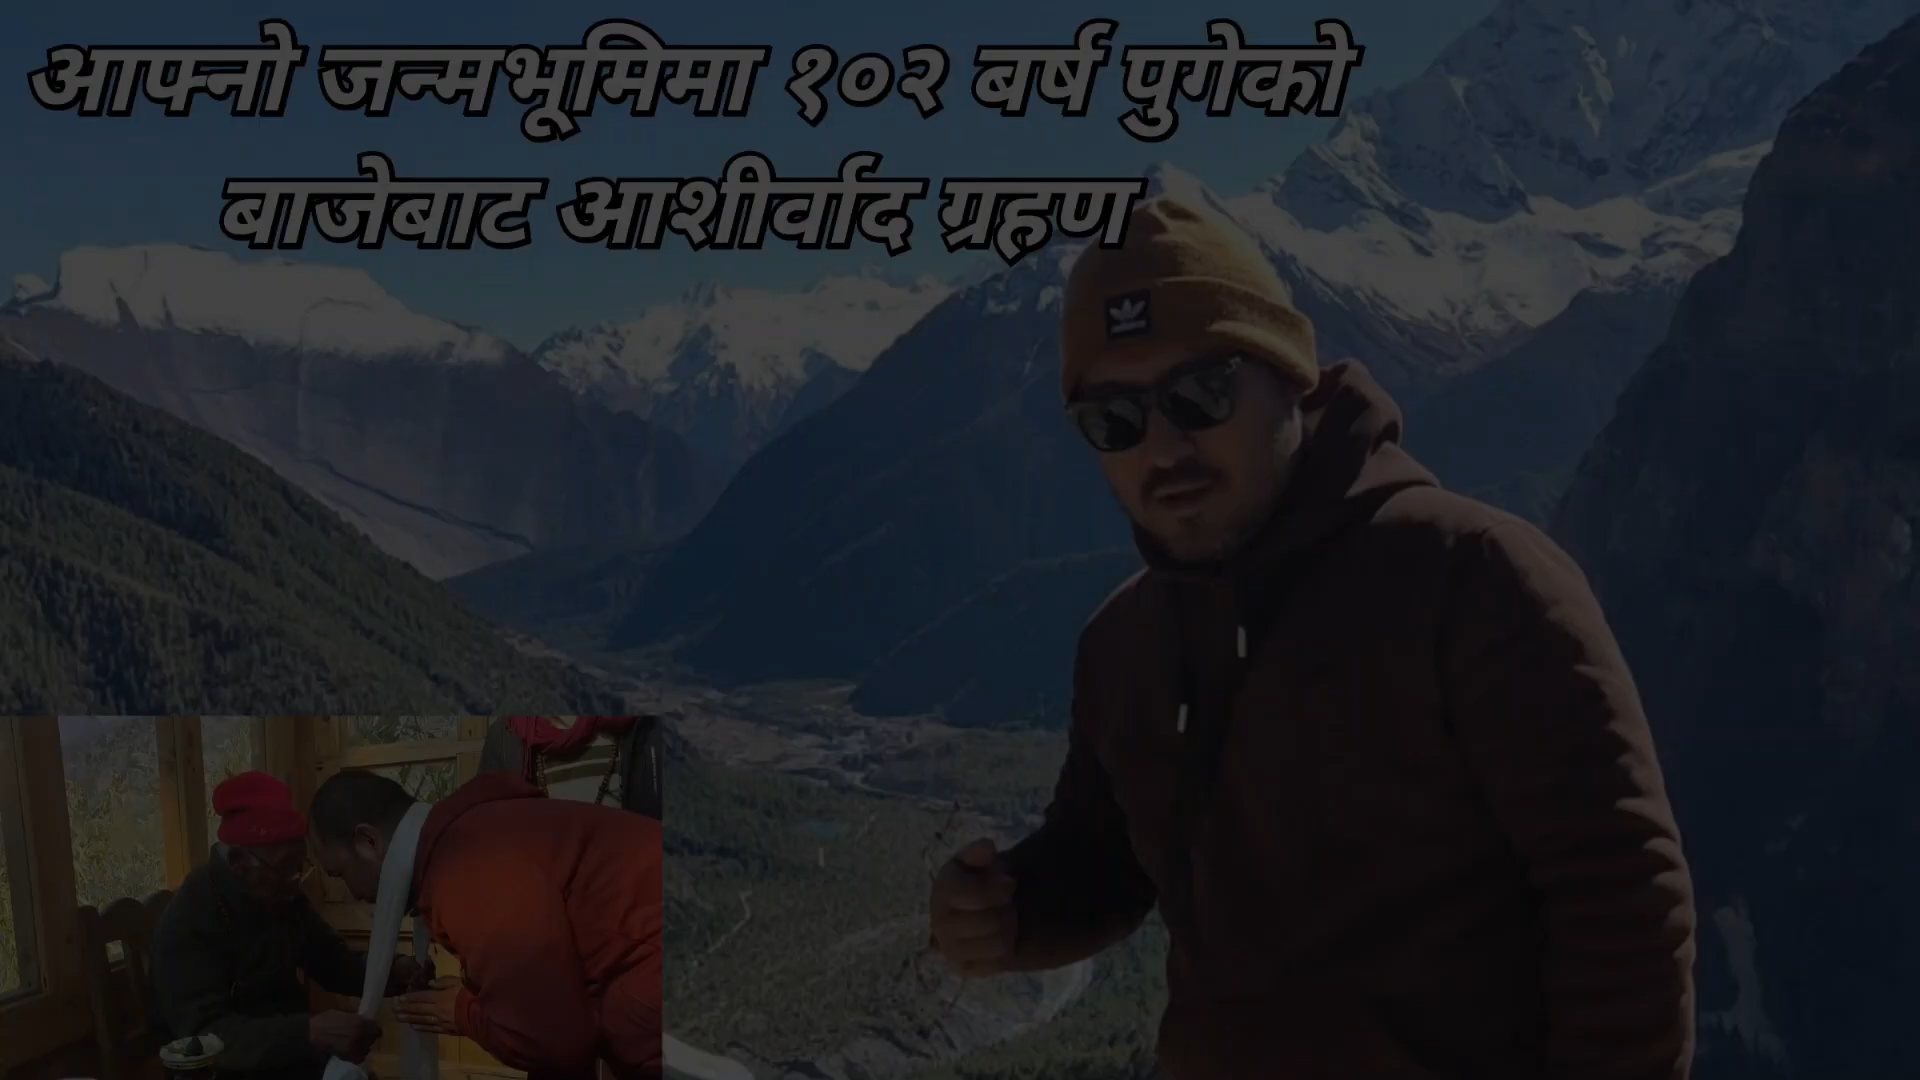 आफ्नो जन्मभूमिमा १०२ बर्ष पुगेको
बाजेबाट आशीर्वाद ग्रहण